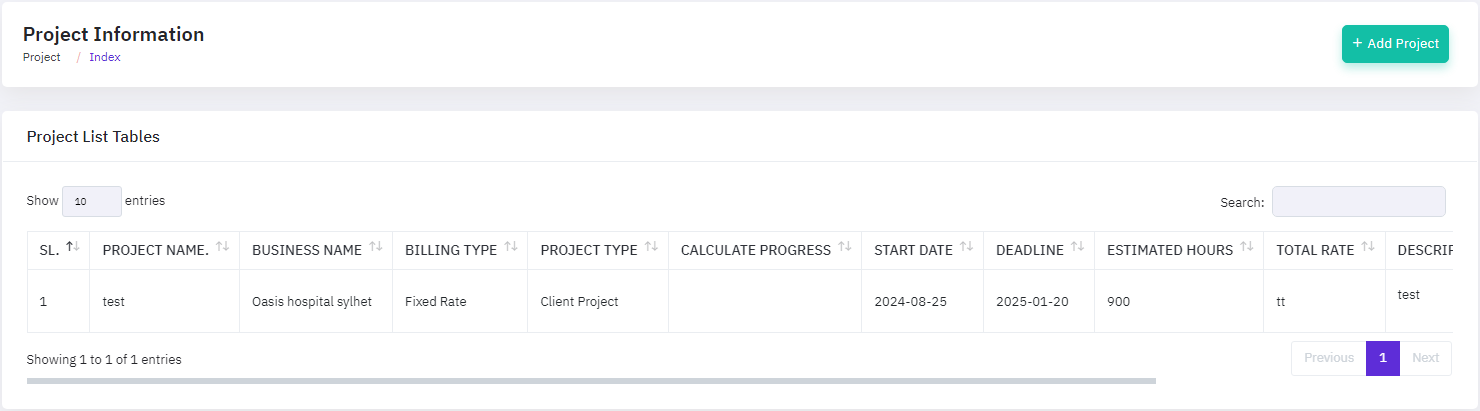 Project Information
Project / Index
+ Add Project
Project List Tables
Show 10 entries
Search:
SL. PROJECT NAME. BUSINESS NAME BILLING TYPE PROJECT TYPE CALCULATE PROGRESS START DATE DEADLINE ESTIMATED HOURS TOTAL RATE DESCRIP
1 test Oasis hospital sylhet Fixed Rate Client Project 2024-08-25 2025-01-20 900 tt test
Showing 1 to 1 of 1 entries
Previous 1 Next